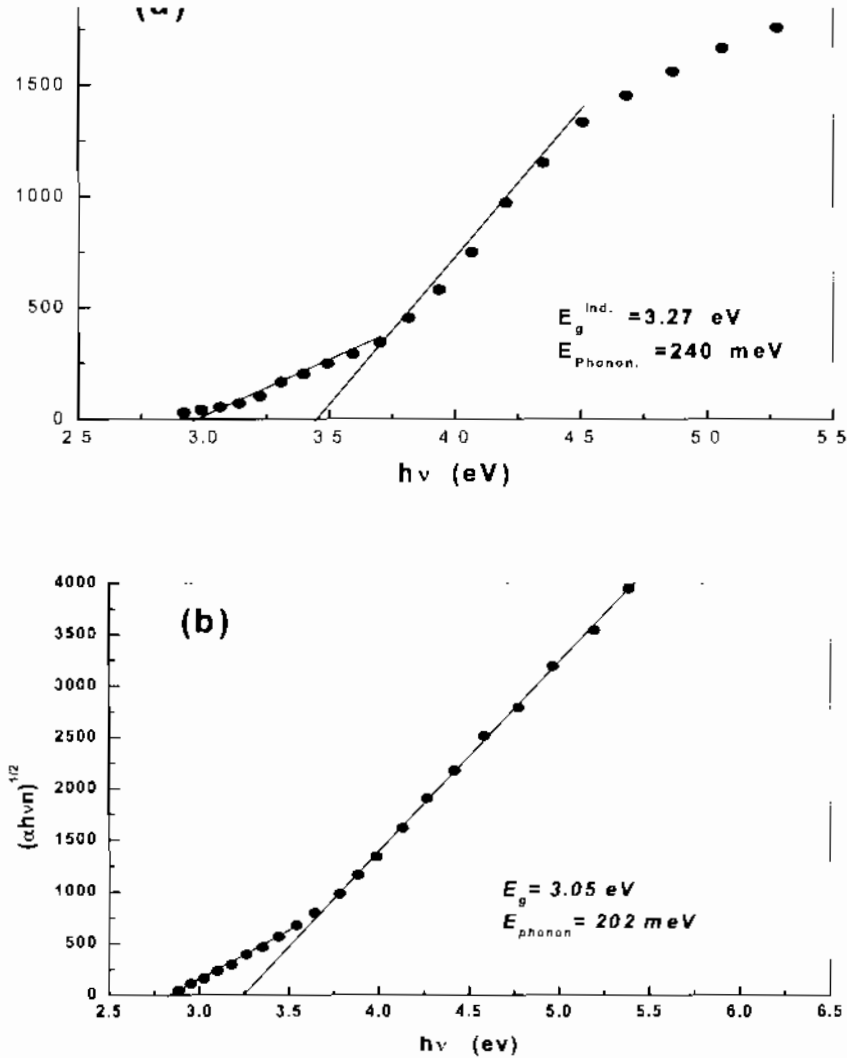 (a)
1500
1000
500
0
2.5 3.0 3.5 4.0 4.5 5.0 5.5
hν (eV)
E_g^Ind. =3.27 eV
E_Phonon. =240 meV
(b)
4000
3500
3000
2500
2000
1500
1000
500
0
(αhνn)^1/2
2.5 3.0 3.5 4.0 4.5 5.0 5.5 6.0 6.5
hν (ev)
E_g= 3.05 eV
E_phonon= 202 meV